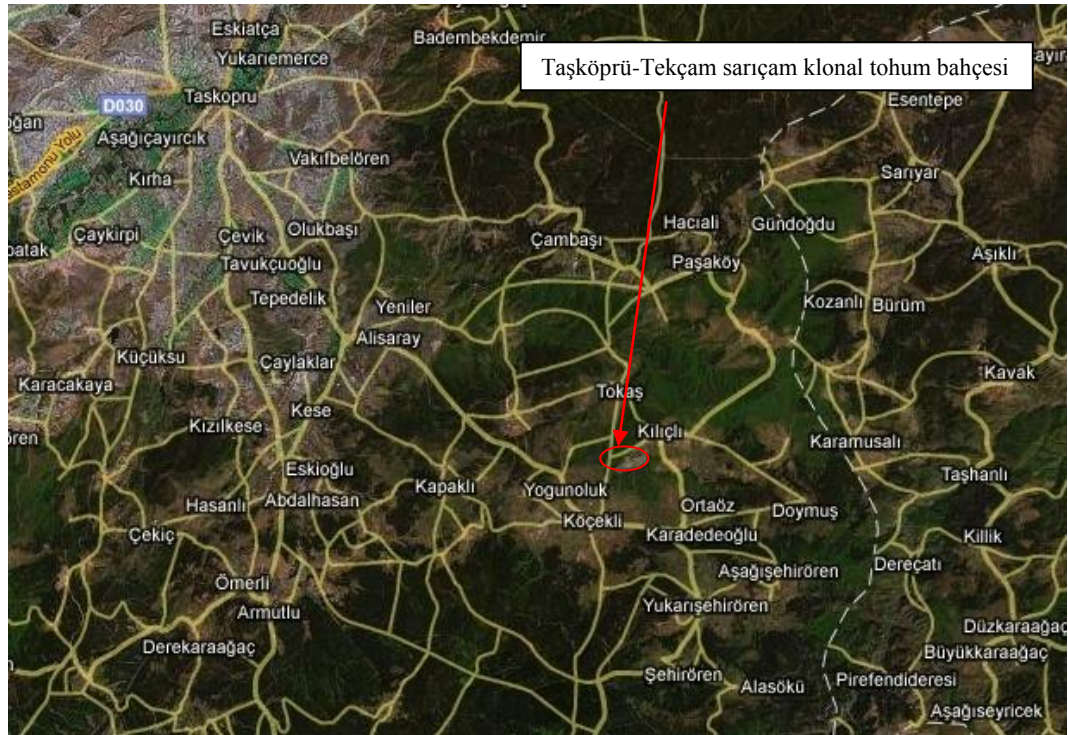 Eskiatça
Badembekdemir
Yukarıemerce
Taşköprü-Tekçam sarıçam klonal tohum bahçesi
Taskopru
D030
Esentepe
Aşağıçayırcık
Vakıfbelören
Kırha
Sarıyar
Çaykirpi
Çevik
Olukbaşı
Hacıali
Gündoğdu
Çambaşı
Aşıklı
Tavukçuoğlu
Paşaköy
Tepedelik
Yeniler
Kozanlı
Bürüm
Alisaray
Küçüksu
Çaylaklar
Kavak
Karacakaya
Tokaş
Kese
Kızılkese
Kılıçlı
Karamusalı
Eskioğlu
Taşhanlı
Hasanlı
Abdalhasan
Kapaklı
Yogunoluk
Ortaöz
Doymuş
Köçekli
Çekiç
Karadedeoğlu
Killik
Dereçatı
Ömerli
Aşağışehirören
Armutlu
Yukarışehirören
Düzkaraağaç
Derekaraağaç
Büyükkaraağaç
Şehirören
Alasökü
Pirefendideresi
Aşağıseyricek